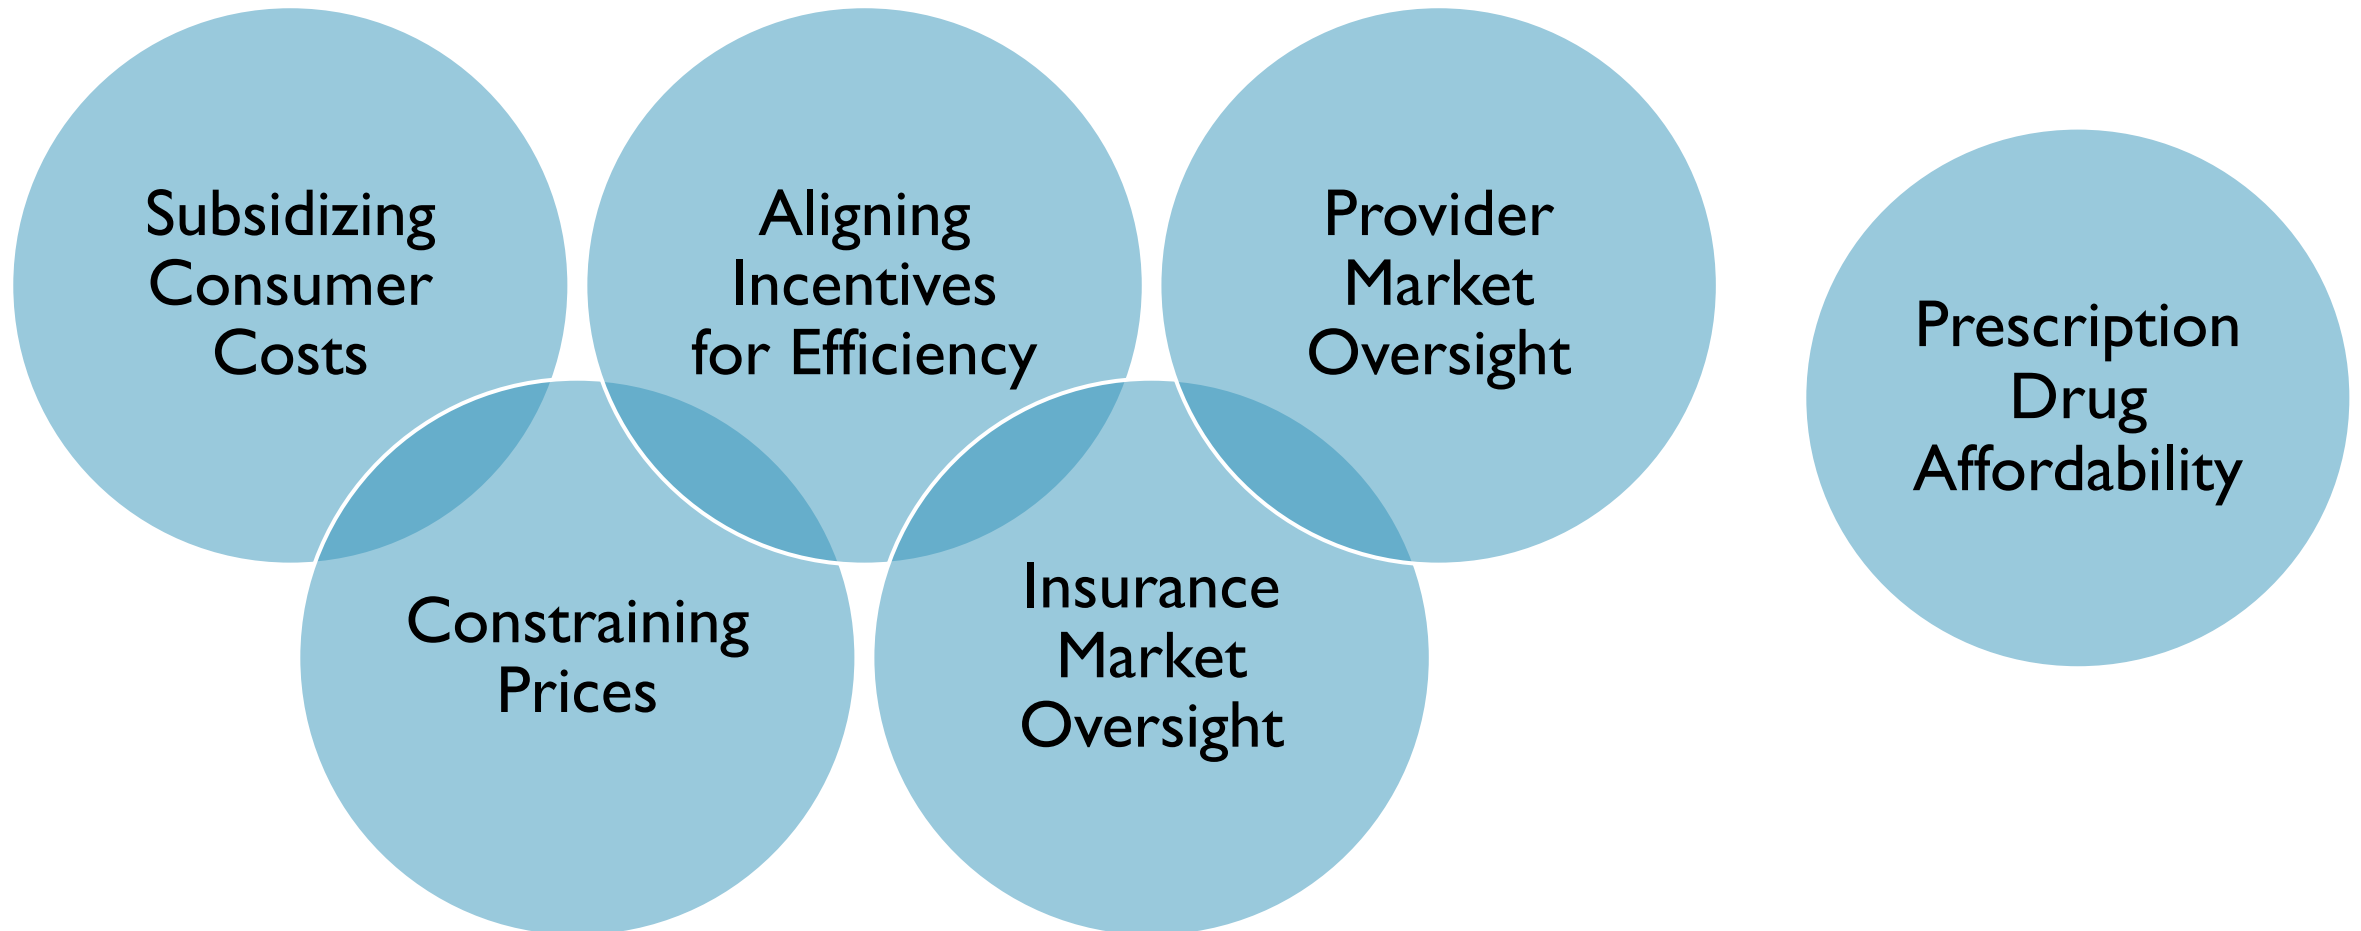 Subsidizing
Consumer
Costs
Aligning
Incentives
for Efficiency
Provider
Market
Oversight
Prescription
Drug
Affordability
Constraining
Prices
Insurance
Market
Oversight